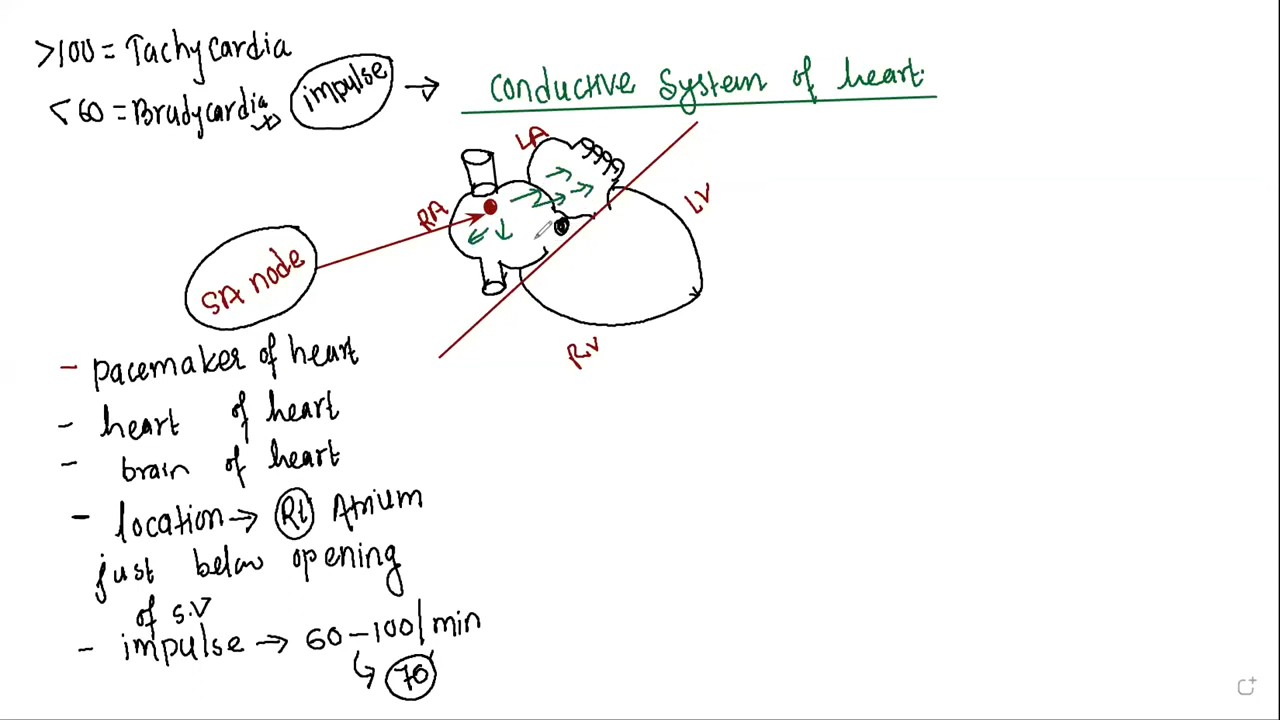 >100 = Tachycardia
<60 = Bradycardia
impulse →
Conductive System of heart.
LA
RA
LV
RV
SA node
- pacemaker of heart
- heart of heart
- brain of heart
- location → Rt Atrium
just below opening
of S.V
- impulse → 60-100/min
70